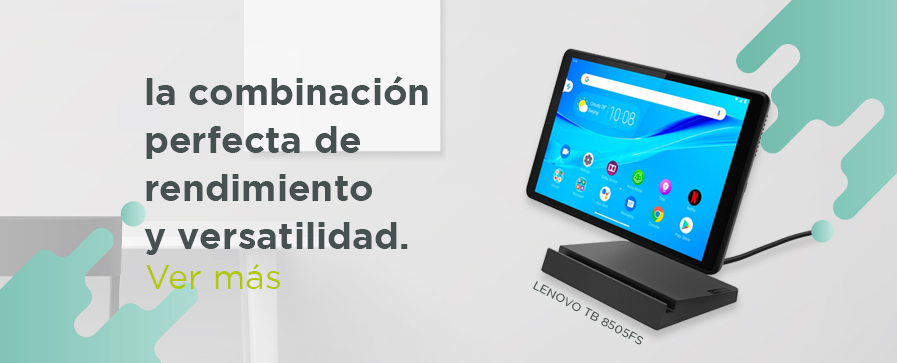 la combinación
perfecta de
rendimiento
y versatilidad.
Ver más
10:08
LENOVO TB 8505FS